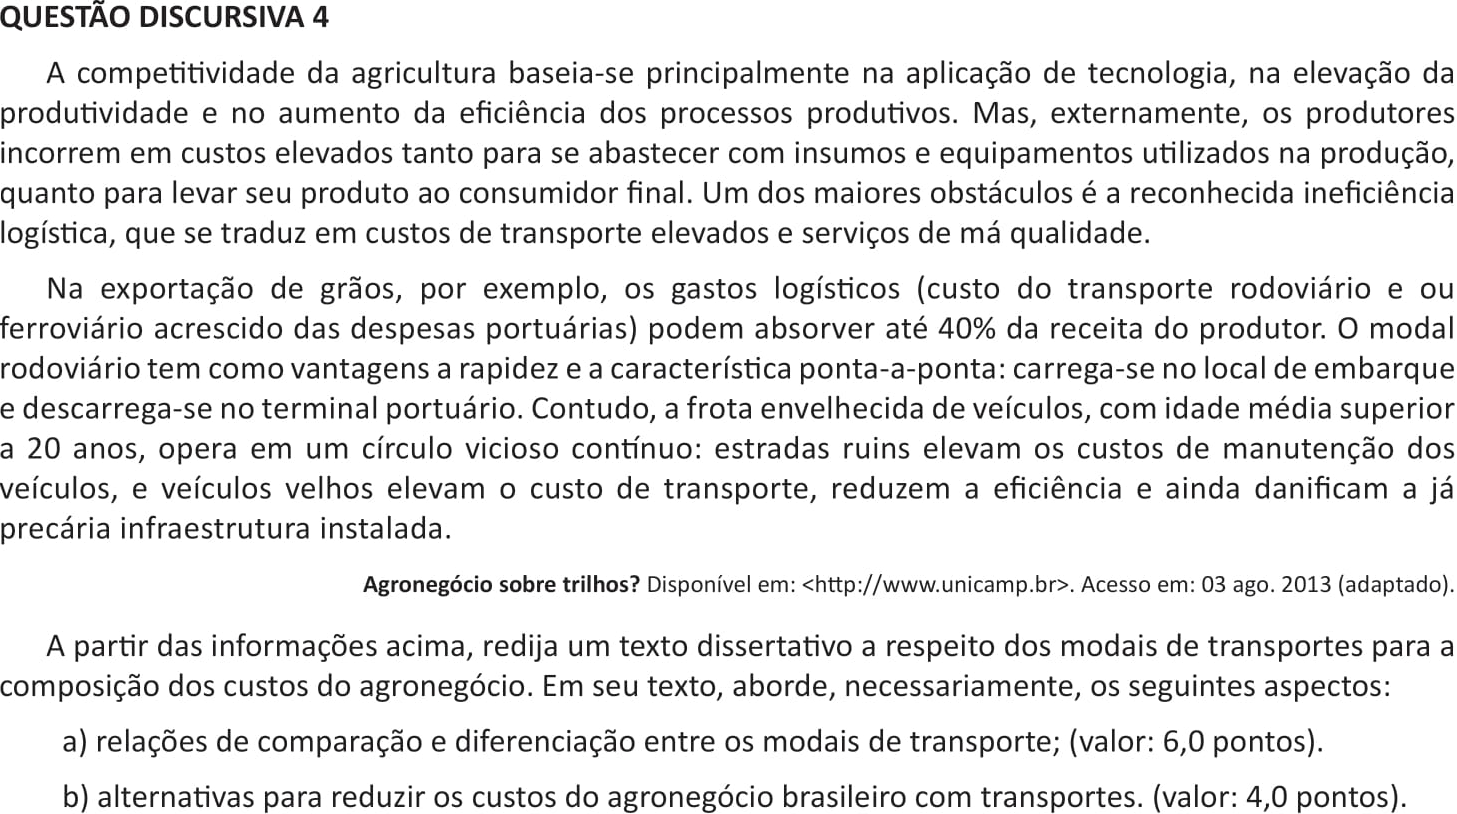 QUESTÃO DISCURSIVA 4
A competitividade da agricultura baseia-se principalmente na aplicação de tecnologia, na elevação da
produtividade e no aumento da eficiência dos processos produtivos. Mas, externamente, os produtores
incorrem em custos elevados tanto para se abastecer com insumos e equipamentos utilizados na produção,
quanto para levar seu produto ao consumidor final. Um dos maiores obstáculos é a reconhecida ineficiência
logística, que se traduz em custos de transporte elevados e serviços de má qualidade.
Na exportação de grãos, por exemplo, os gastos logísticos (custo do transporte rodoviário e ou
ferroviário acrescido das despesas portuárias) podem absorver até 40% da receita do produtor. O modal
rodoviário tem como vantagens a rapidez e a característica ponta-a-ponta: carrega-se no local de embarque
e descarrega-se no terminal portuário. Contudo, a frota envelhecida de veículos, com idade média superior
a 20 anos, opera em um círculo vicioso contínuo: estradas ruins elevam os custos de manutenção dos
veículos, e veículos velhos elevam o custo de transporte, reduzem a eficiência e ainda danificam a já
precária infraestrutura instalada.
Agronegócio sobre trilhos? Disponível em: <http://www.unicamp.br>. Acesso em: 03 ago. 2013 (adaptado).
A partir das informações acima, redija um texto dissertativo a respeito dos modais de transportes para a
composição dos custos do agronegócio. Em seu texto, aborde, necessariamente, os seguintes aspectos:
a) relações de comparação e diferenciação entre os modais de transporte; (valor: 6,0 pontos).
b) alternativas para reduzir os custos do agronegócio brasileiro com transportes. (valor: 4,0 pontos).